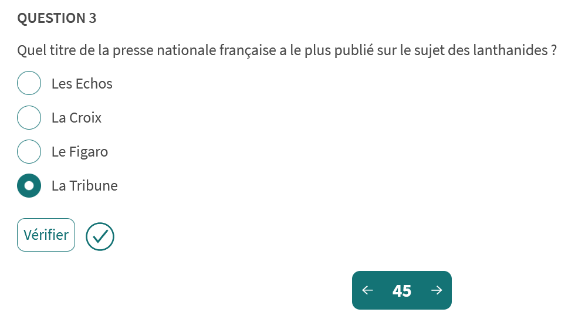 QUESTION 3
Quel titre de la presse nationale française a le plus publié sur le sujet des lanthanides ?
Les Echos
La Croix
Le Figaro
La Tribune
Vérifier
← 45 →